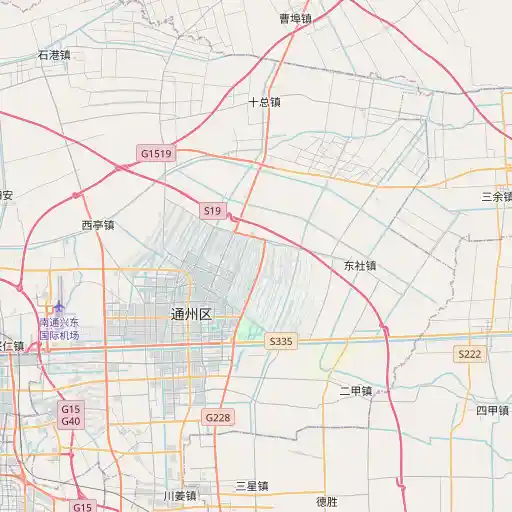 曹埠镇
石港镇
十总镇
G1519
三余镇
S19
西亭镇
东社镇
通州区
南通兴东
国际机场
S335
S222
二甲镇
G15
G40
G228
四甲镇
三星镇
川姜镇
德胜
G15